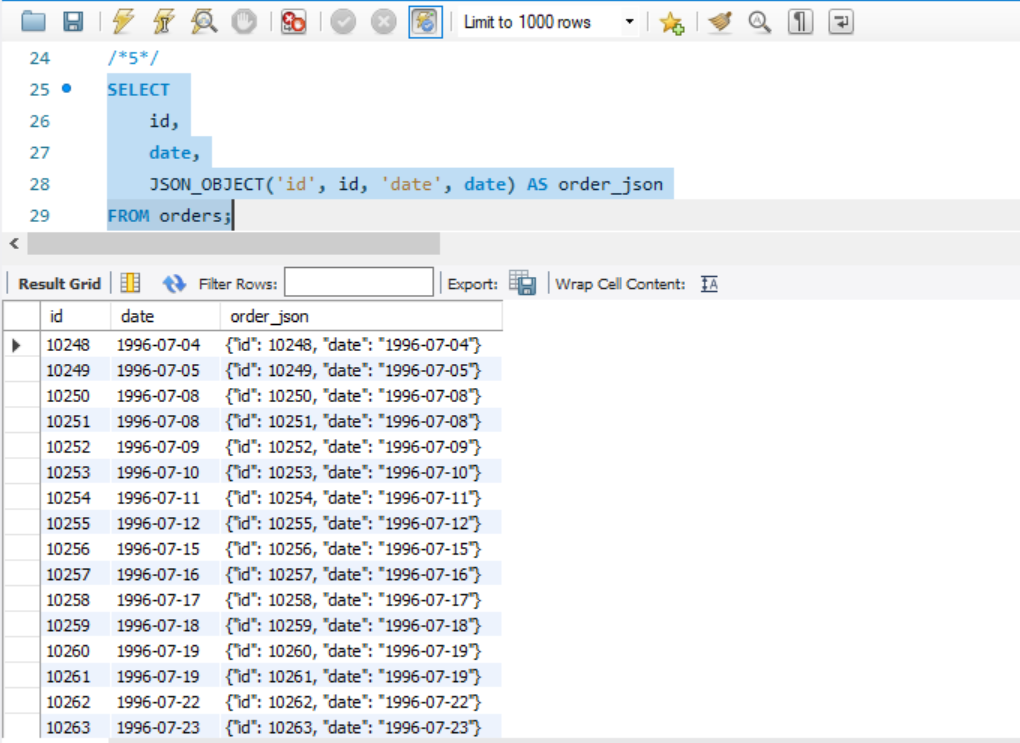 Limit to 1000 rows
24 /*5*/
25 SELECT
26 id,
27 date,
28 JSON_OBJECT('id', id, 'date', date) AS order_json
29 FROM orders;
Result Grid Filter Rows: Export: Wrap Cell Content: IA
id date order_json
10248 1996-07-04 {"id": 10248, "date": "1996-07-04"}
10249 1996-07-05 {"id": 10249, "date": "1996-07-05"}
10250 1996-07-08 {"id": 10250, "date": "1996-07-08"}
10251 1996-07-08 {"id": 10251, "date": "1996-07-08"}
10252 1996-07-09 {"id": 10252, "date": "1996-07-09"}
10253 1996-07-10 {"id": 10253, "date": "1996-07-10"}
10254 1996-07-11 {"id": 10254, "date": "1996-07-11"}
10255 1996-07-12 {"id": 10255, "date": "1996-07-12"}
10256 1996-07-15 {"id": 10256, "date": "1996-07-15"}
10257 1996-07-16 {"id": 10257, "date": "1996-07-16"}
10258 1996-07-17 {"id": 10258, "date": "1996-07-17"}
10259 1996-07-18 {"id": 10259, "date": "1996-07-18"}
10260 1996-07-19 {"id": 10260, "date": "1996-07-19"}
10261 1996-07-19 {"id": 10261, "date": "1996-07-19"}
10262 1996-07-22 {"id": 10262, "date": "1996-07-22"}
10263 1996-07-23 {"id": 10263, "date": "1996-07-23"}